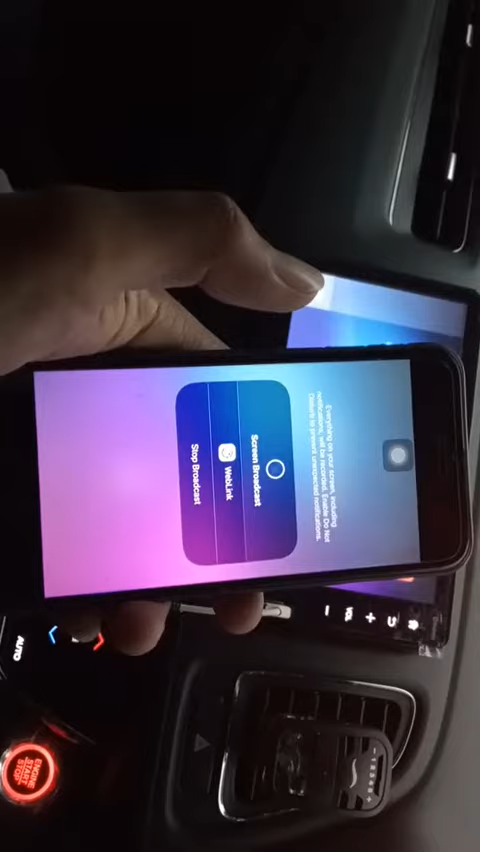 Everything on your screen, including
notifications, will be recorded. Enable Do Not
Disturb to prevent unexpected notifications.
Screen Broadcast
WebLink
Stop Broadcast
VOL
+
-
AUTO
ENGINE
START
STOP